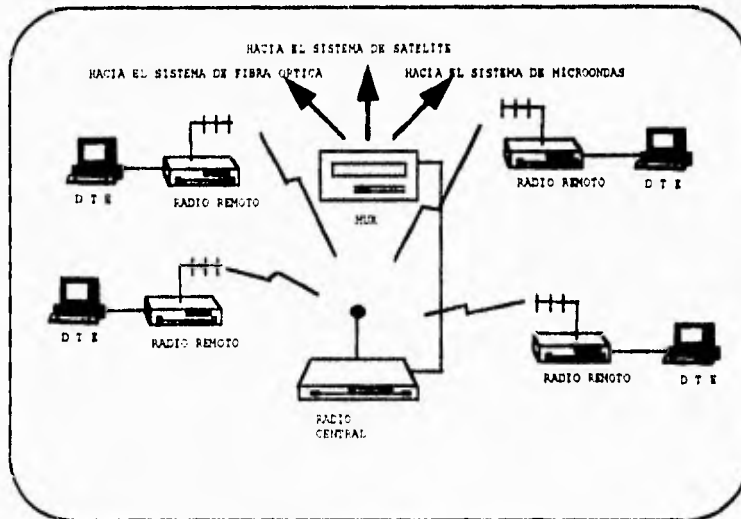 HACIA EL SISTEMA DE SATELITE
HACIA EL SISTEMA DE FIBRA OPTICA
HACIA EL SISTEMA DE MICROONDAS
D T E
RADIO REMOTO
MUX
RADIO REMOTO
D T E
D T E
RADIO REMOTO
RADIO REMOTO
D T E
RADIO
CENTRAL